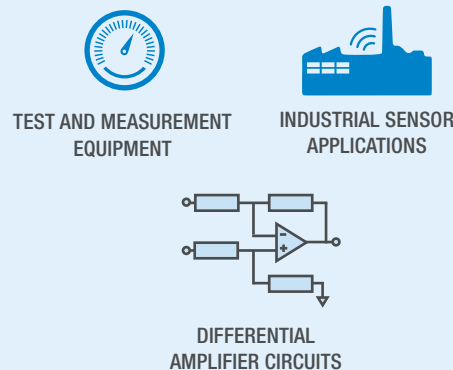 TEST AND MEASUREMENT
EQUIPMENT
INDUSTRIAL SENSOR
APPLICATIONS
-
+
DIFFERENTIAL
AMPLIFIER CIRCUITS